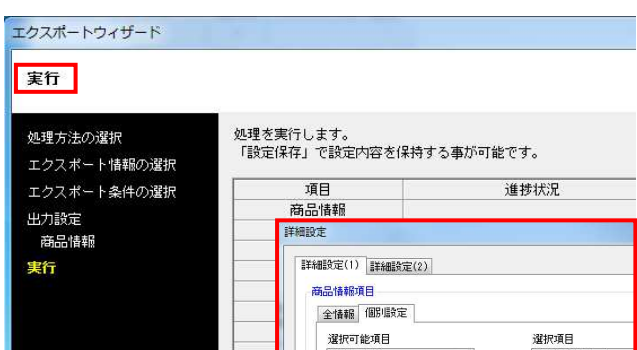 エクスポートウィザード
実行
処理方法の選択
エクスポート情報の選択
エクスポート条件の選択
出力設定
商品情報
実行
処理を実行します。
「設定保存」で設定内容を保持する事が可能です。
項目 進捗状況
商品情報
詳細設定
詳細設定(1) 詳細設定(2)
商品情報項目
全情報 個別設定
選択可能項目 選択項目